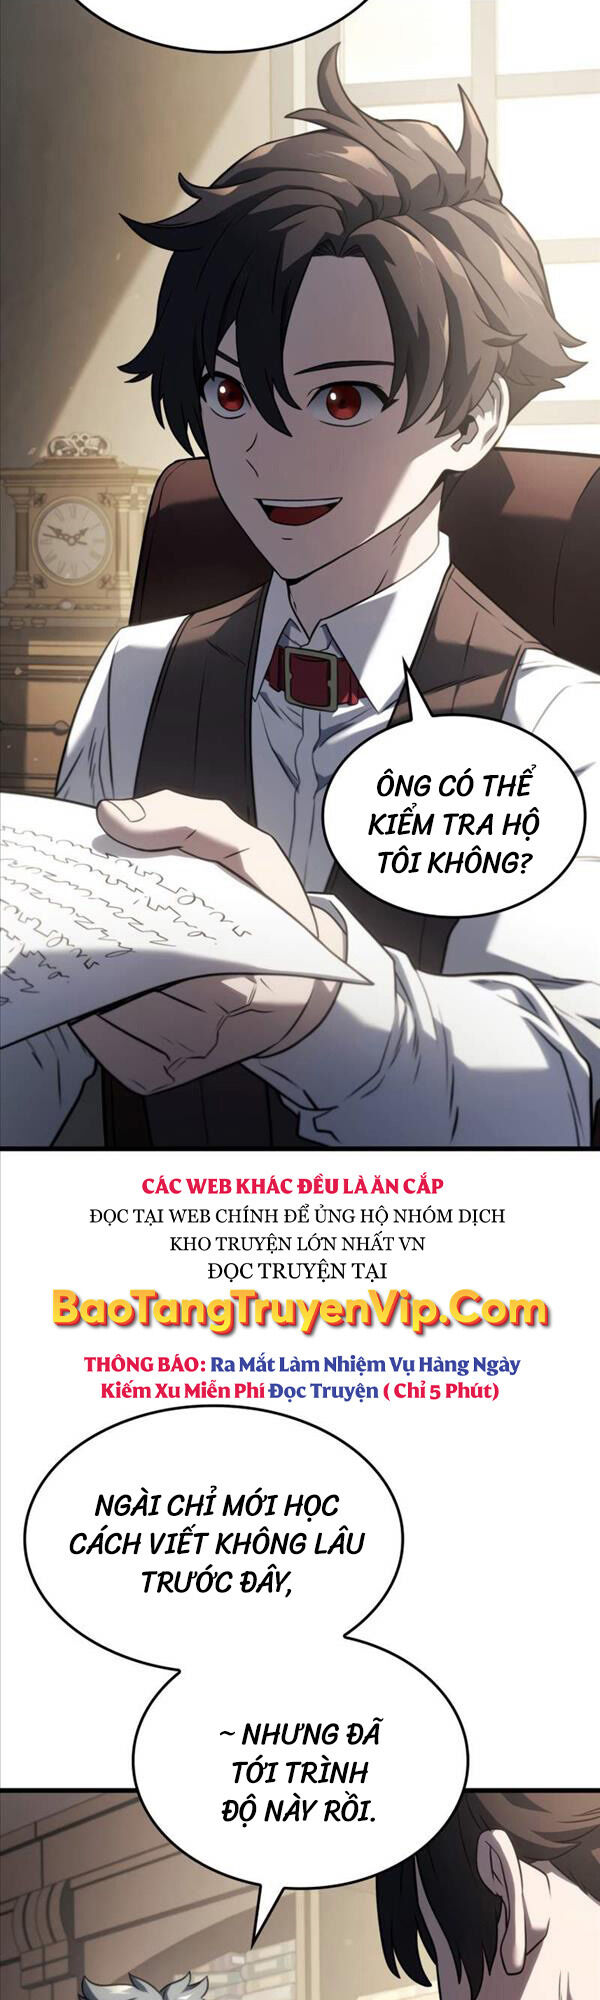 ÔNG CÓ THỂ
KIỂM TRA HỘ
TÔI KHÔNG?
CÁC WEB KHÁC ĐỀU LÀ ĂN CẮP
ĐỌC TẠI WEB CHÍNH ĐỂ ỦNG HỘ NHÓM DỊCH
KHO TRUYỆN LỚN NHẤT VN
ĐỌC TRUYỆN TẠI
BaoTangTruyenVip.Com
THÔNG BÁO: Ra Mắt Làm Nhiệm Vụ Hàng Ngày
Kiếm Xu Miễn Phí Đọc Truyện ( Chỉ 5 Phút)
NGÀI CHỈ MỚI HỌC
CÁCH VIẾT KHÔNG LÂU
TRƯỚC ĐÂY,
~ NHƯNG ĐÃ
TỚI TRÌNH
ĐỘ NÀY RỒI.